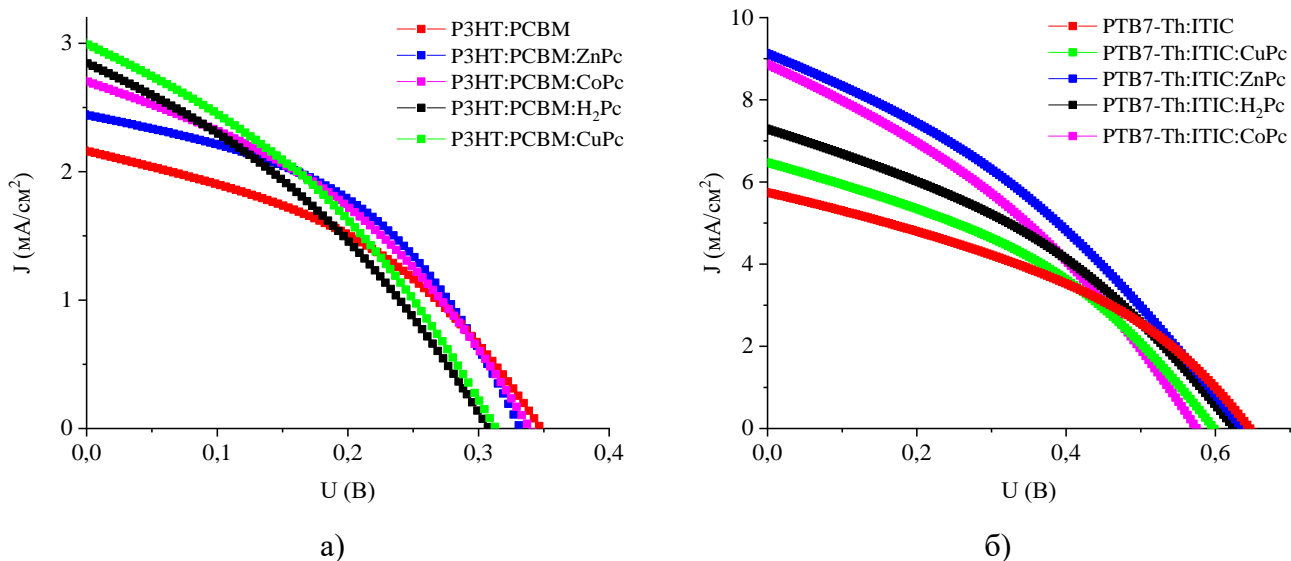 P3HT:PCBM
P3HT:PCBM:ZnPc
P3HT:PCBM:CoPc
P3HT:PCBM:H₂Pc
P3HT:PCBM:CuPc
3
2
1
0
J (мА/см²)
0,0 0,1 0,2 0,3 0,4
U (В)
а)
PTB7-Th:ITIC
PTB7-Th:ITIC:CuPc
PTB7-Th:ITIC:ZnPc
PTB7-Th:ITIC:H₂Pc
PTB7-Th:ITIC:CoPc
10
8
6
4
2
0
J (мА/см²)
0,0 0,2 0,4 0,6
U (В)
б)